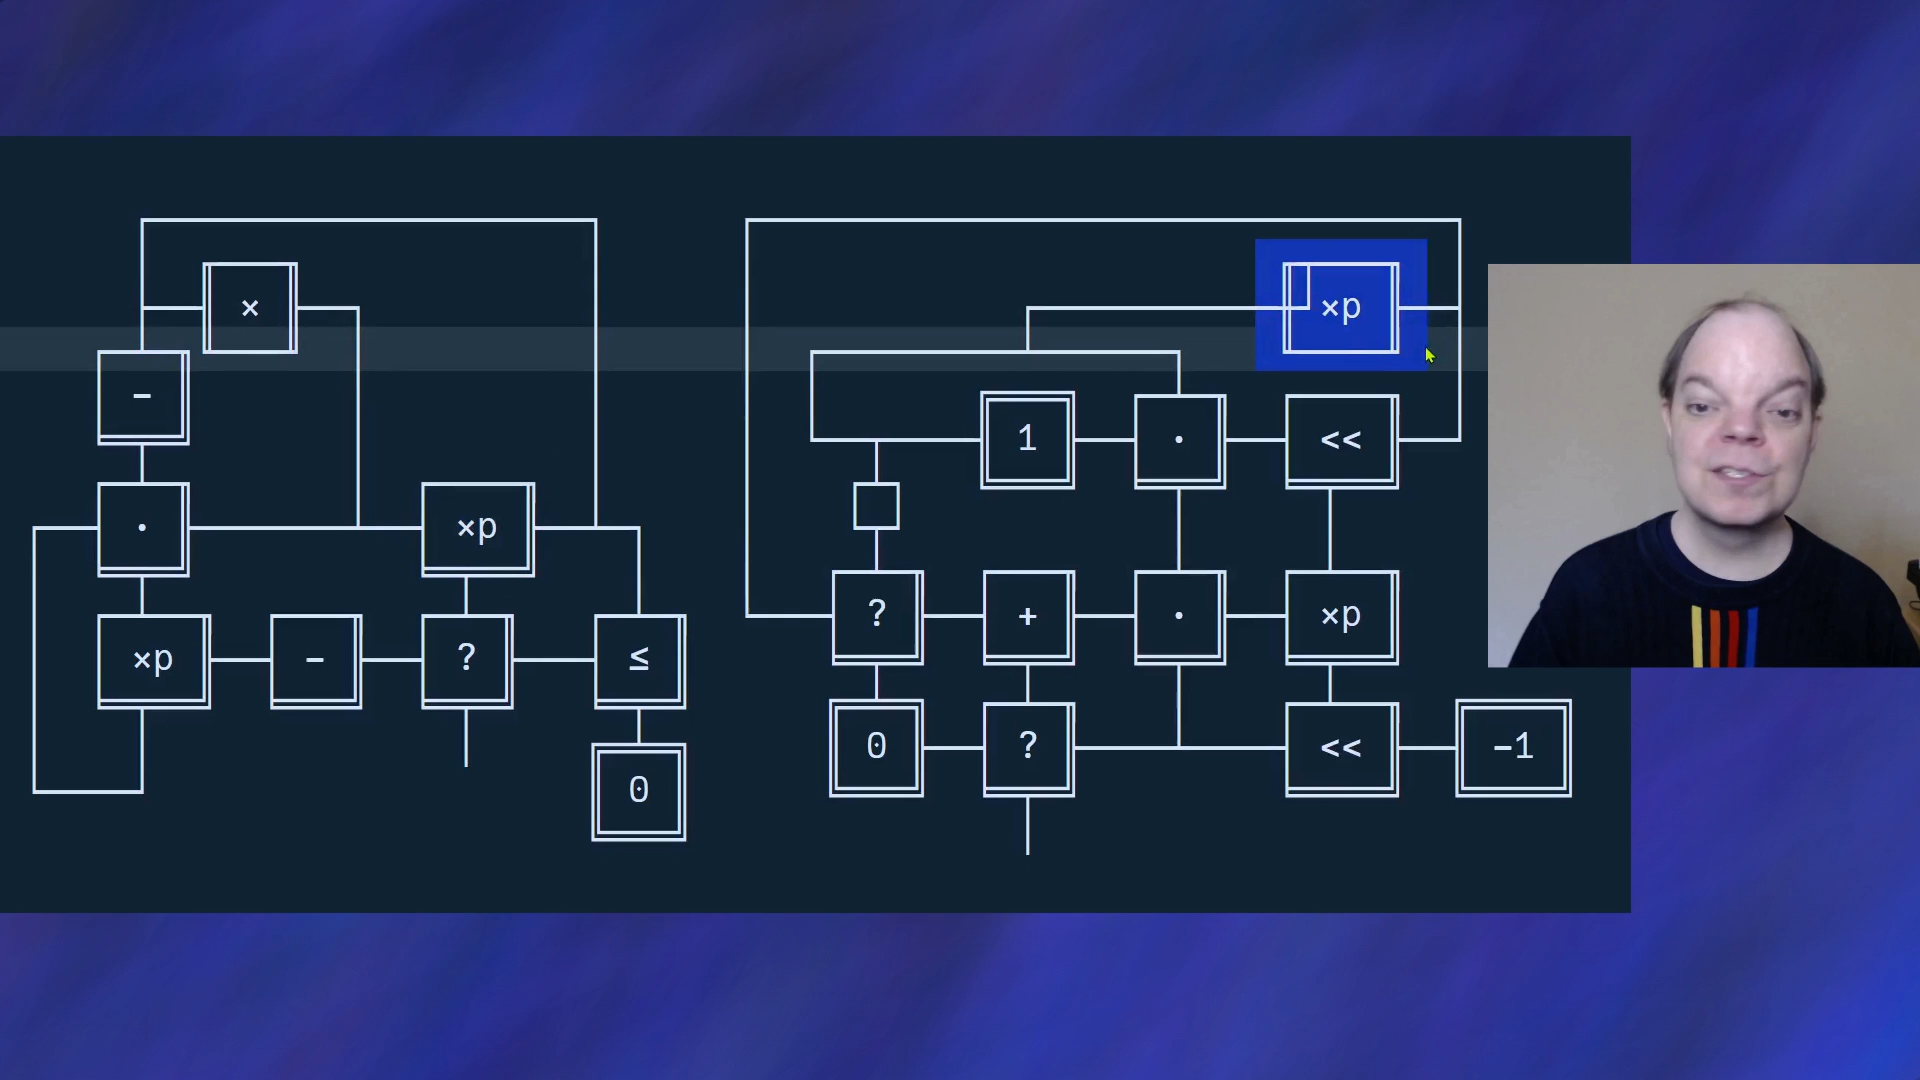 × ×p
−
1 · <<
· ×p
? + · ×p
×p − ? ≤
0 ? << −1
0